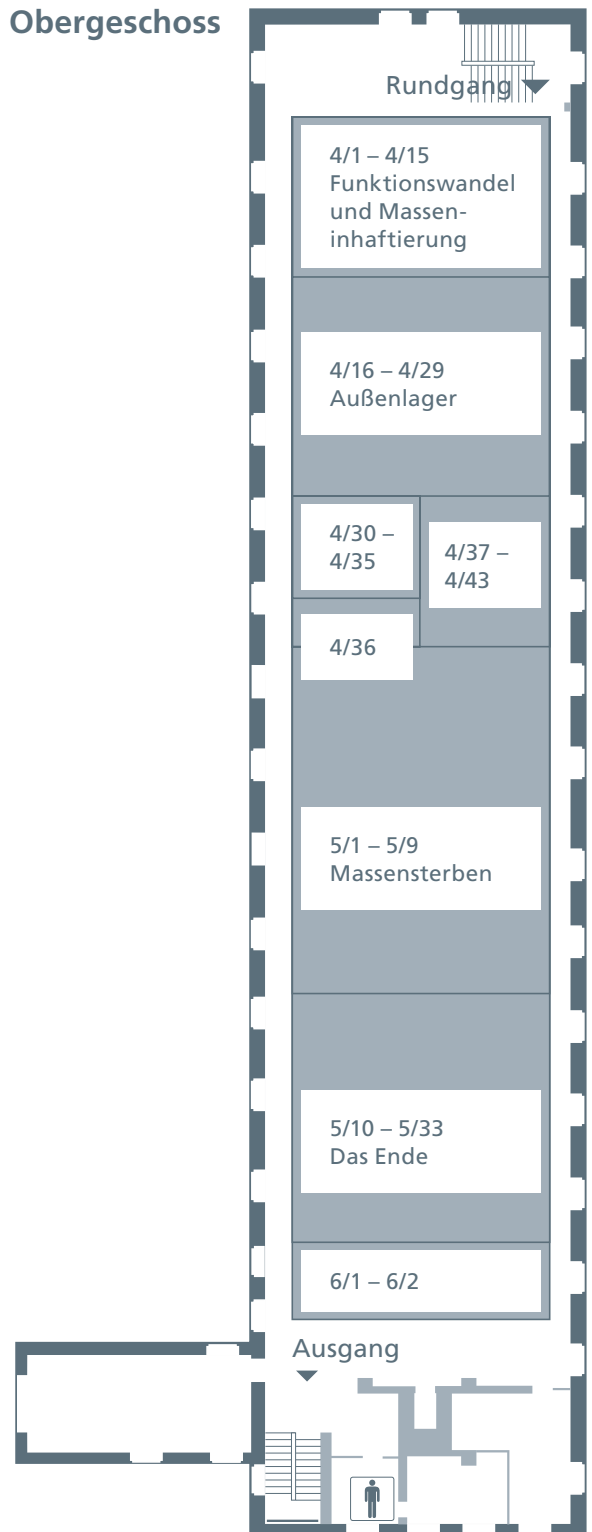 Obergeschoss
Rundgang
4/1 – 4/15
Funktionswandel
und Massen-
inhaftierung
4/16 – 4/29
Außenlager
4/30 –
4/35
4/37 –
4/43
4/36
5/1 – 5/9
Massensterben
5/10 – 5/33
Das Ende
6/1 – 6/2
Ausgang